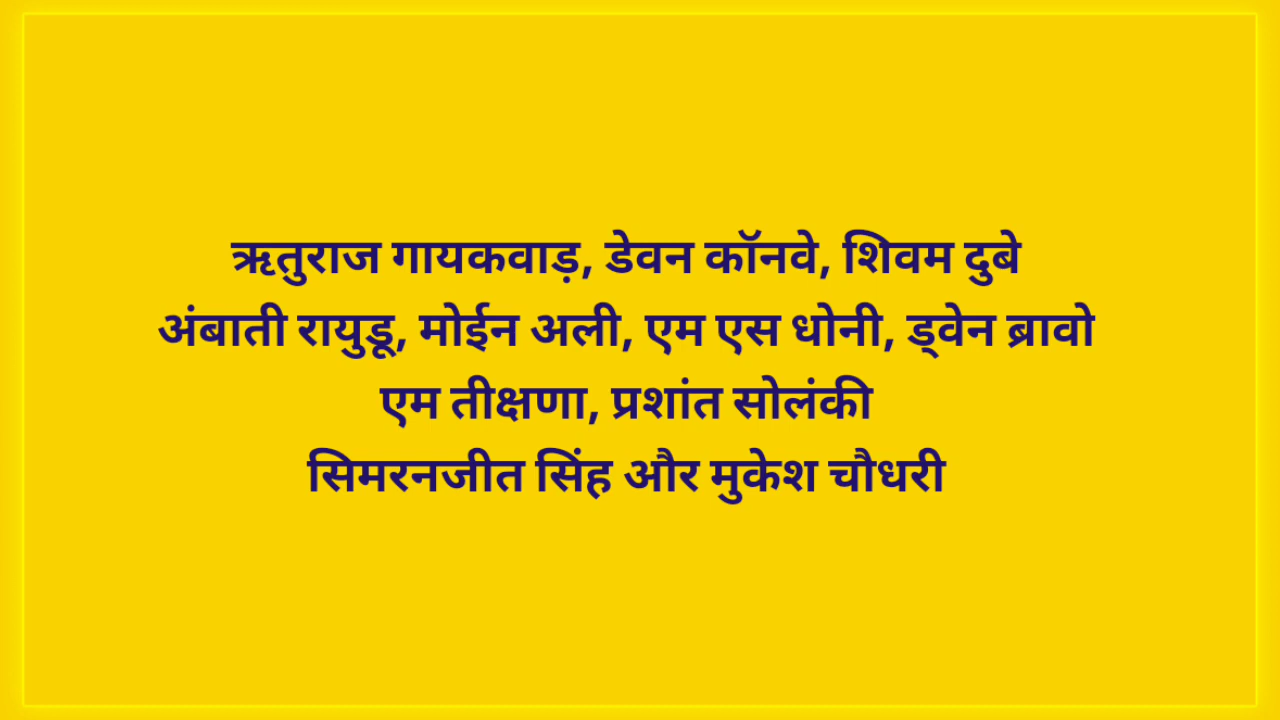 ऋतुराज गायकवाड़, डेवन कॉनवे, शिवम दुबे
अंबाती रायुडू, मोईन अली, एम एस धोनी, ड्वेन ब्रावो
एम तीक्षणा, प्रशांत सोलंकी
सिमरनजीत सिंह और मुकेश चौधरी